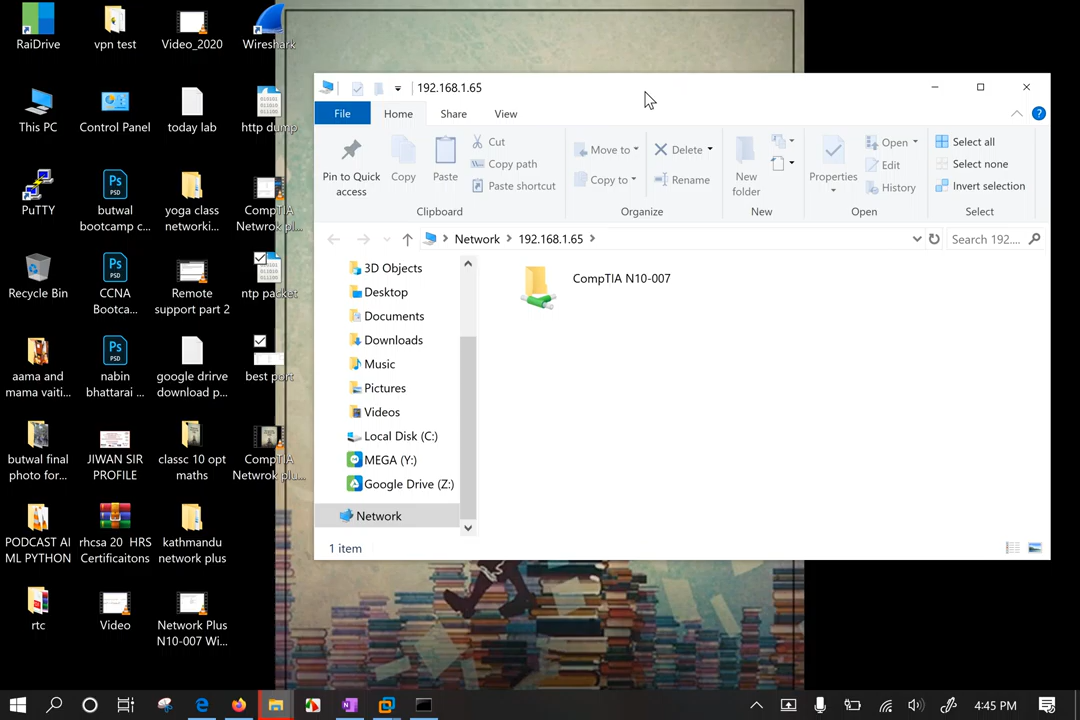 RaiDrive
vpn test
Video_2020
Wireshark
This PC
Control Panel
today lab
http dump
PuTTY
butwal
bootcamp c...
yoga class
networki...
CompTIA
Netwrok pl...
Recycle Bin
CCNA
Bootca...
Remote
support part 2
ntp packet
aama and
mama vaiti...
nabin
bhattarai ...
google drirve
download p...
best port
butwal final
photo for...
JIWAN SIR
PROFILE
classc 10 opt
maths
CompTIA
Netwrok plu...
PODCAST AI
ML PYTHON
rhcsa 20 HRS
Certificaitons
kathmandu
network plus
rtc
Video
Network Plus
N10-007 Wi...
192.168.1.65
File
Home
Share
View
Pin to Quick
access
Copy
Paste
Cut
Copy path
Paste shortcut
Clipboard
Move to
Copy to
Delete
Rename
Organize
New
folder
New
Properties
Open
Edit
History
Open
Select all
Select none
Invert selection
Select
Network > 192.168.1.65 >
Search 192....
3D Objects
Desktop
Documents
Downloads
Music
Pictures
Videos
Local Disk (C:)
MEGA (Y:)
Google Drive (Z:)
Network
CompTIA N10-007
1 item
4:45 PM